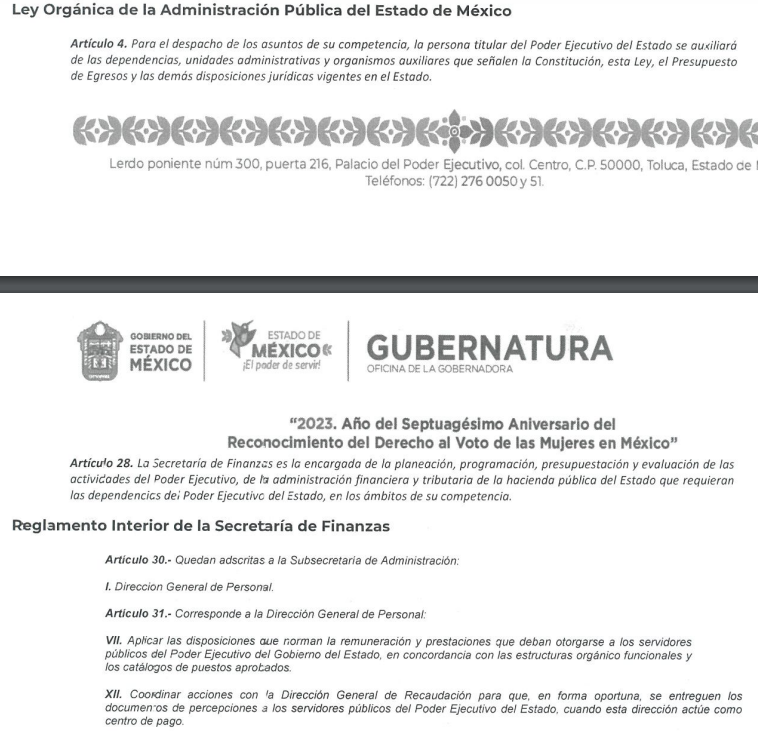 Ley Orgánica de la Administración Pública del Estado de México
Artículo 4. Para el despacho de los asuntos de su competencia, la persona titular del Poder Ejecutivo del Estado se auxiliará
de las dependencias, unidades administrativas y organismos auxiliares que señalen la Constitución, esta Ley, el Presupuesto
de Egresos y las demás disposiciones jurídicas vigentes en el Estado.
Lerdo poniente núm 300, puerta 216, Palacio del Poder Ejecutivo, col. Centro, C.P. 50000, Toluca, Estado de
Teléfonos: (722) 276 0050 y 51.
GOBIERNO DEL
ESTADO DE
MÉXICO
ESTADO DE
MÉXICO
¡El poder de servir!
GUBERNATURA
OFICINA DE LA GOBERNADORA
“2023. Año del Septuagésimo Aniversario del
Reconocimiento del Derecho al Voto de las Mujeres en México”
Artículo 28. La Secretaría de Finanzas es la encargada de la planeación, programación, presupuestación y evaluación de las
actividades del Poder Ejecutivo, de la administración financiera y tributaria de la hacienda pública del Estado que requieran
las dependencias del Poder Ejecutivo del Estado, en los ámbitos de su competencia.
Reglamento Interior de la Secretaría de Finanzas
Artículo 30.- Quedan adscritas a la Subsecretaría de Administración:
I. Direccion General de Personal.
Artículo 31.- Corresponde a la Dirección General de Personal:
VII. Aplicar las disposiciones que norman la remuneración y prestaciones que deban otorgarse a los servidores
públicos del Poder Ejecutivo del Gobierno del Estado, en concordancia con las estructuras orgánico funcionales y
los catálogos de puestos aprobados.
XII. Coordinar acciones con la Dirección General de Recaudación para que, en forma oportuna, se entreguen los
documentos de percepciones a los servidores públicos del Poder Ejecutivo del Estado, cuando esta dirección actúe como
centro de pago.